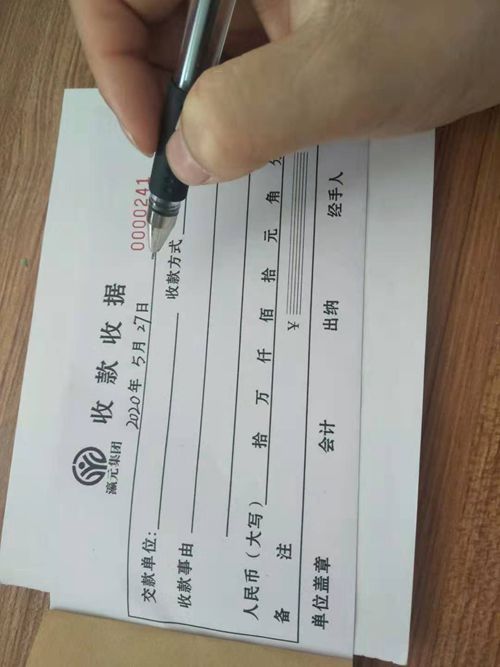 瀛元集团
收款收据
0000241
2020年 5月 27日
交款单位: 收款方式
收款事由
人民币（大写） 拾 万 仟 佰 拾 元 角
备 注 ¥
单位盖章 会计 出纳 经手人